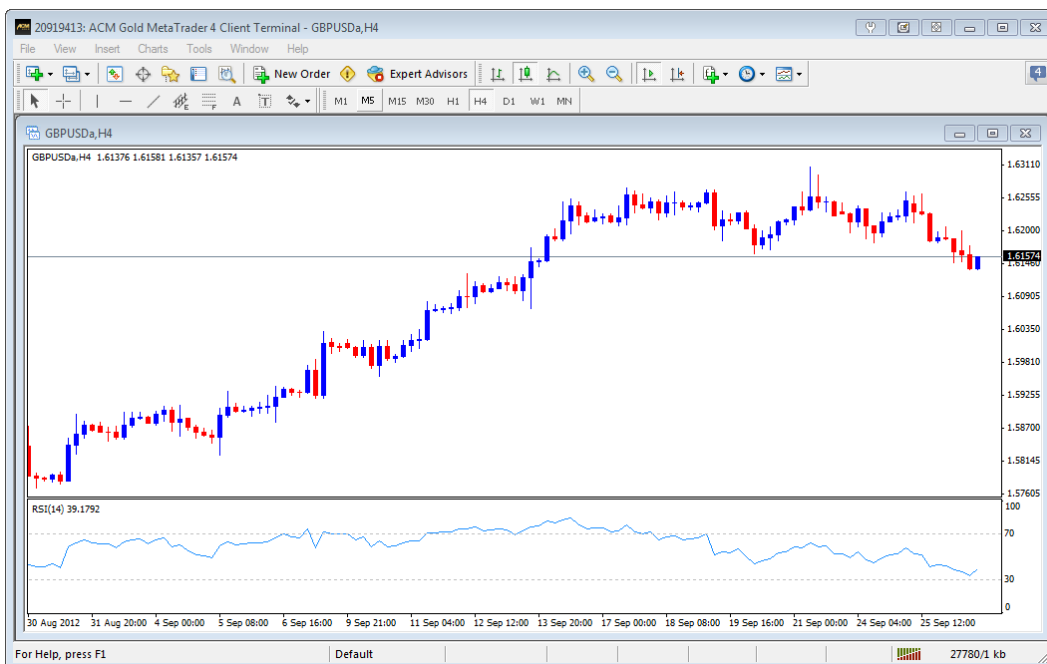 ACM 20919413: ACM Gold MetaTrader 4 Client Terminal - GBPUSDa,H4
File View Insert Charts Tools Window Help
New Order Expert Advisors 4
E F A T M1 M5 M15 M30 H1 H4 D1 W1 MN
GBPUSDa,H4
GBPUSDa,H4 1.61376 1.61581 1.61357 1.61574
1.63110
1.62555
1.62000
1.61574
1.61460
1.60905
1.60350
1.59810
1.59255
1.58700
1.58145
1.57605
RSI(14) 39.1792
100
70
30
0
30 Aug 2012 31 Aug 20:00 4 Sep 00:00 5 Sep 08:00 6 Sep 16:00 9 Sep 21:00 11 Sep 04:00 12 Sep 12:00 13 Sep 20:00 17 Sep 00:00 18 Sep 08:00 19 Sep 16:00 21 Sep 00:00 24 Sep 04:00 25 Sep 12:00
For Help, press F1 Default 27780/1 kb